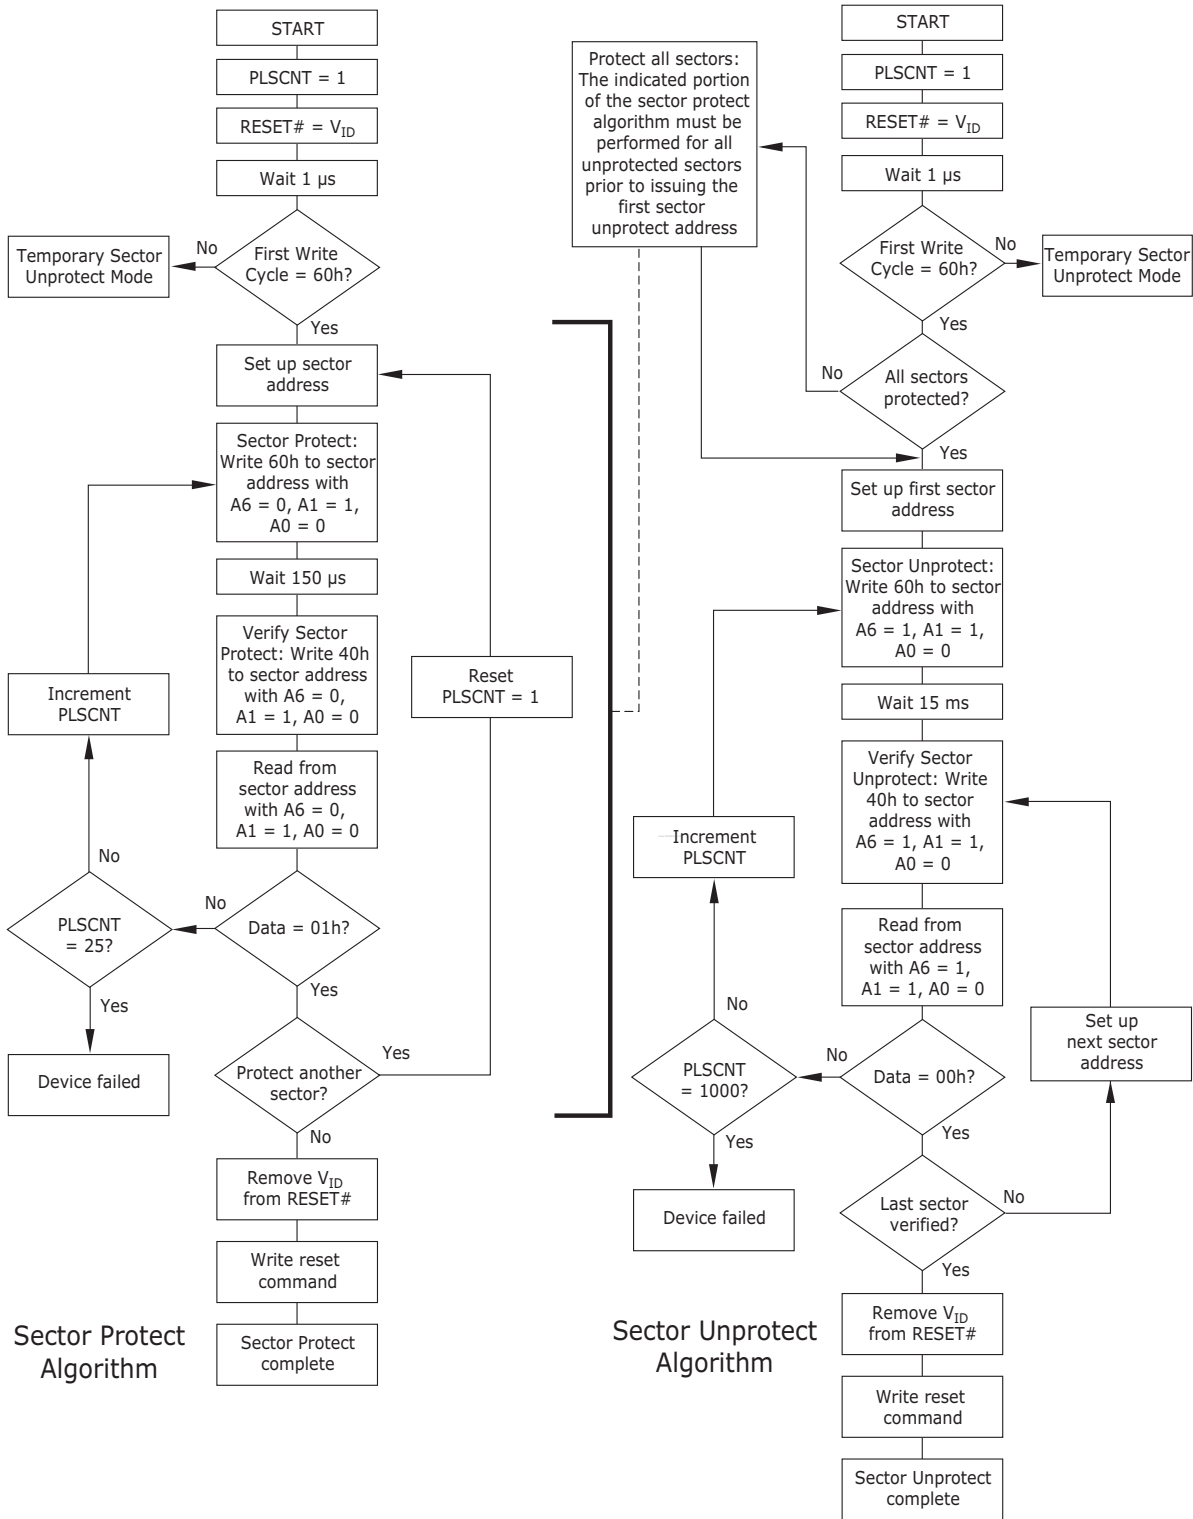 START
PLSCNT = 1
RESET# = VID
Wait 1 µs
First Write
Cycle = 60h?
No
Temporary Sector
Unprotect Mode
Yes
Set up sector
address
Sector Protect:
Write 60h to sector
address with
A6 = 0, A1 = 1,
A0 = 0
Wait 150 µs
Verify Sector
Protect: Write 40h
to sector address
with A6 = 0,
A1 = 1, A0 = 0
Read from
sector address
with A6 = 0,
A1 = 1, A0 = 0
Data = 01h?
No
PLSCNT
= 25?
No
Increment
PLSCNT
Yes
Device failed
Yes
Protect another
sector?
Yes
Reset
PLSCNT = 1
No
Remove VID
from RESET#
Write reset
command
Sector Protect
complete
Sector Protect
Algorithm
Protect all sectors:
The indicated portion
of the sector protect
algorithm must be
performed for all
unprotected sectors
prior to issuing the
first sector
unprotect address
START
PLSCNT = 1
RESET# = VID
Wait 1 µs
First Write
Cycle = 60h?
No
Temporary Sector
Unprotect Mode
Yes
All sectors
protected?
No
Yes
Set up first sector
address
Sector Unprotect:
Write 60h to sector
address with
A6 = 1, A1 = 1,
A0 = 0
Wait 15 ms
Verify Sector
Unprotect: Write
40h to sector
address with
A6 = 1, A1 = 1,
A0 = 0
Read from
sector address
with A6 = 1,
A1 = 1, A0 = 0
Data = 00h?
No
PLSCNT
= 1000?
No
Increment
PLSCNT
Yes
Device failed
Yes
Last sector
verified?
No
Set up
next sector
address
Yes
Remove VID
from RESET#
Write reset
command
Sector Unprotect
complete
Sector Unprotect
Algorithm